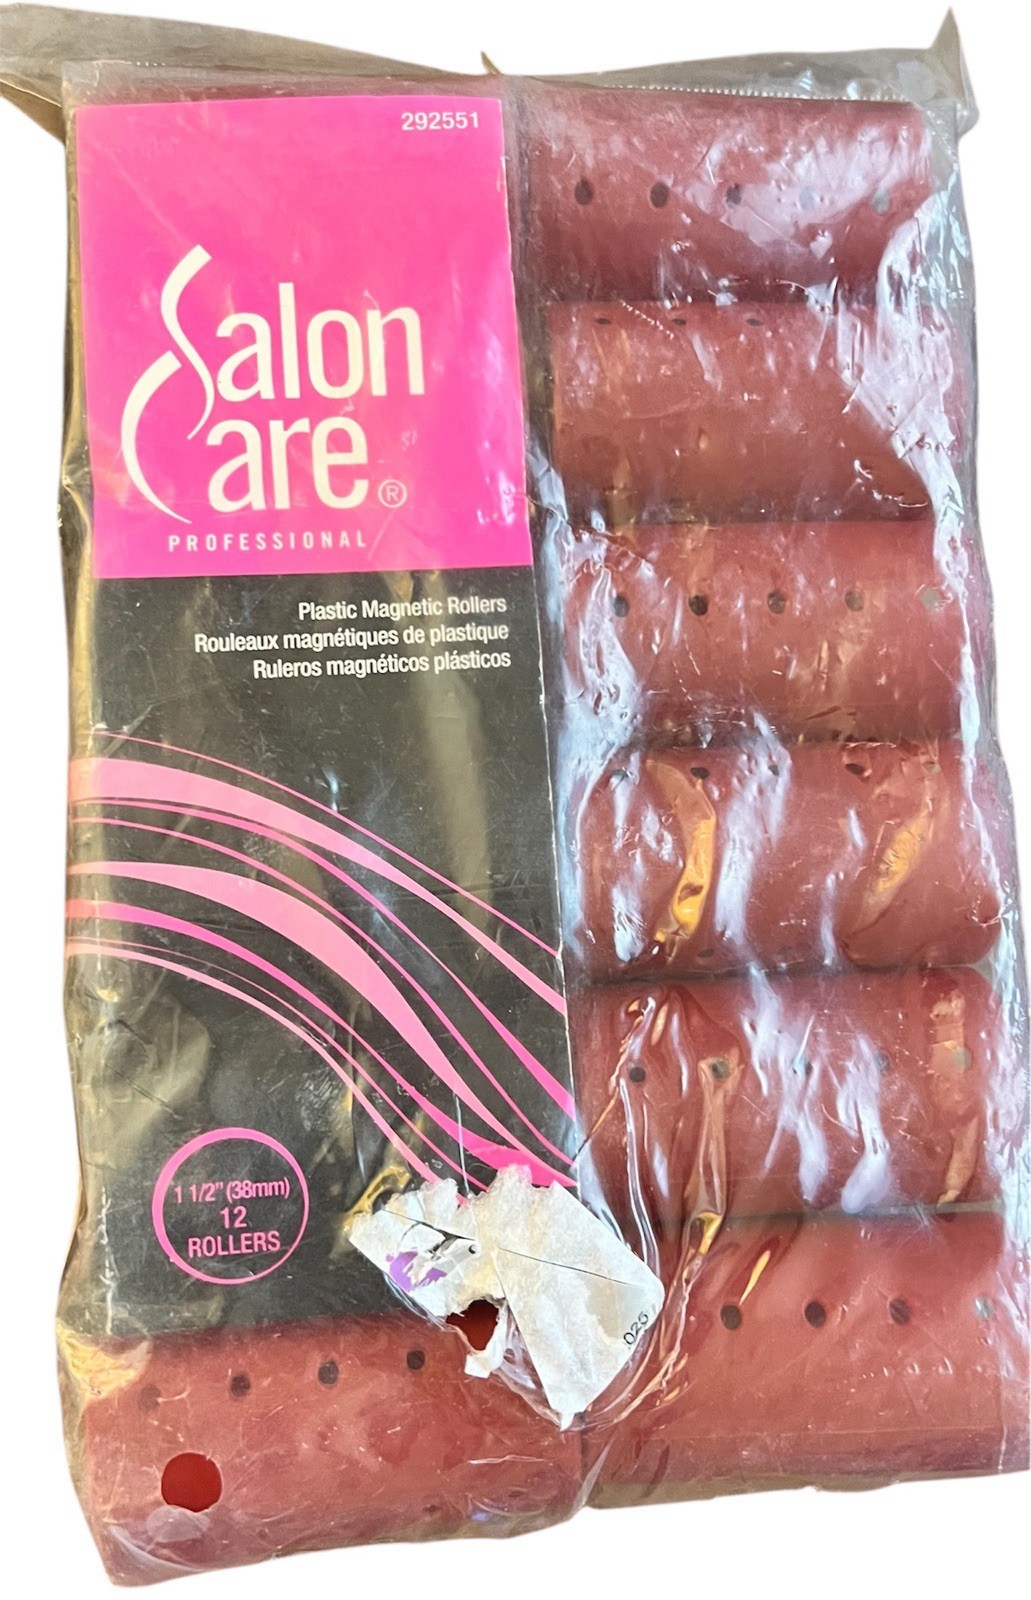 292551
Salon
Care®
PROFESSIONAL
Plastic Magnetic Rollers
Rouleaux magnétiques de plastique
Ruleros magnéticos plásticos
1 1/2" (38mm)
12
ROLLERS
025